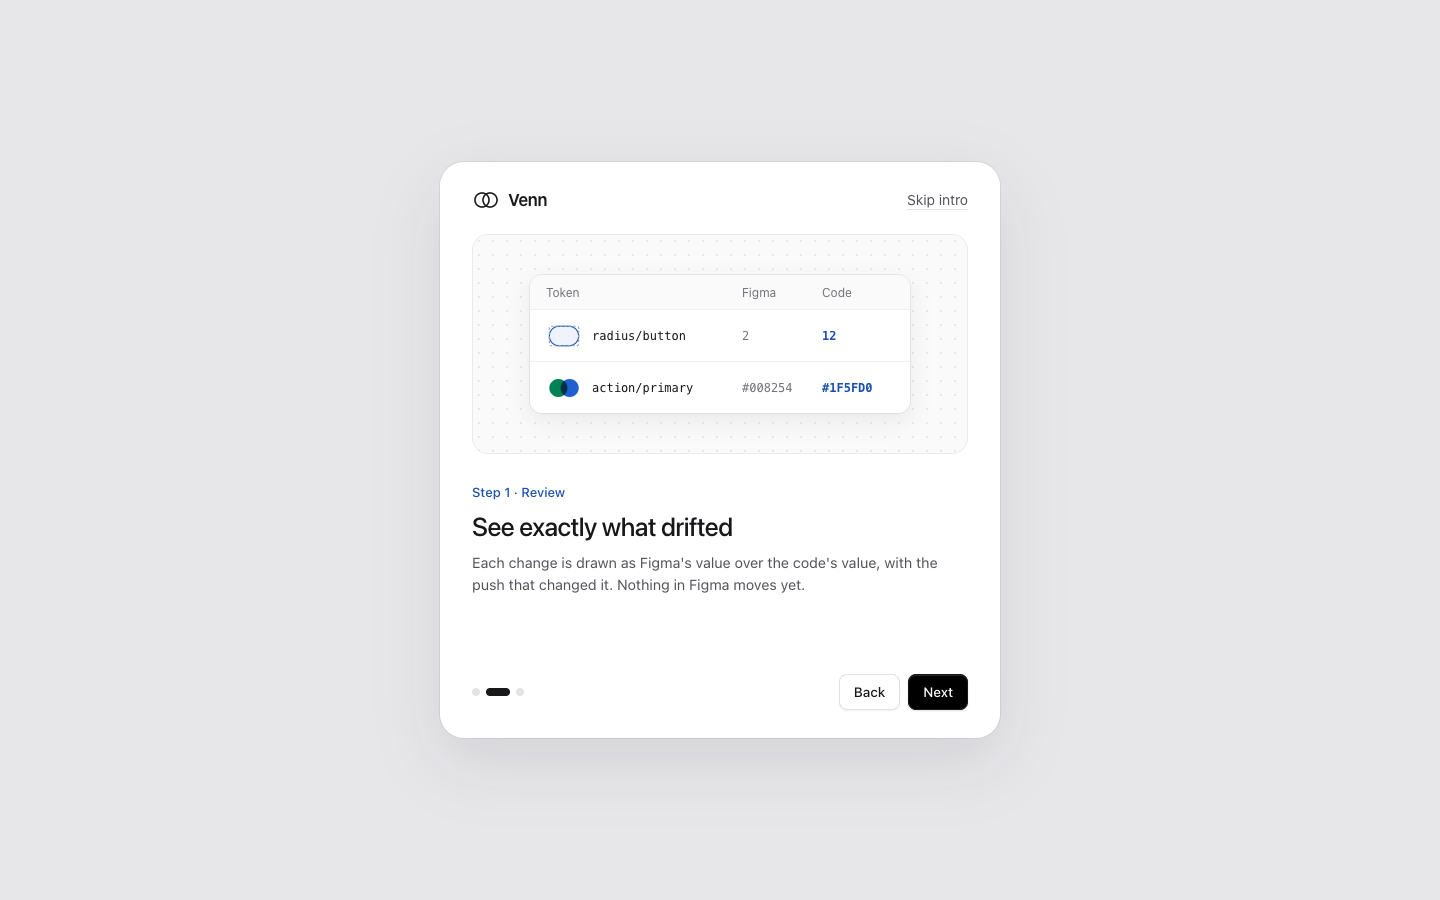 Venn
Skip intro
Token Figma Code
radius/button 2 12
action/primary #008254 #1F5FD0
Step 1 · Review
See exactly what drifted
Each change is drawn as Figma's value over the code's value, with the
push that changed it. Nothing in Figma moves yet.
Back
Next